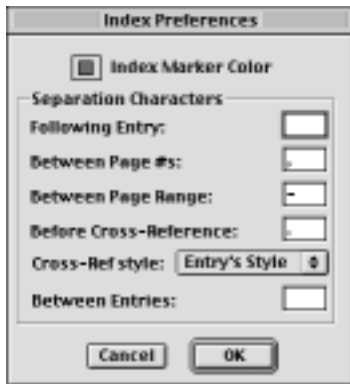 Index Preferences
Index Marker Color
Separation Characters
Following Entry:
Between Page #s:
Between Page Range: –
Before Cross-Reference:
Cross-Ref style: Entry's Style
Between Entries:
Cancel OK